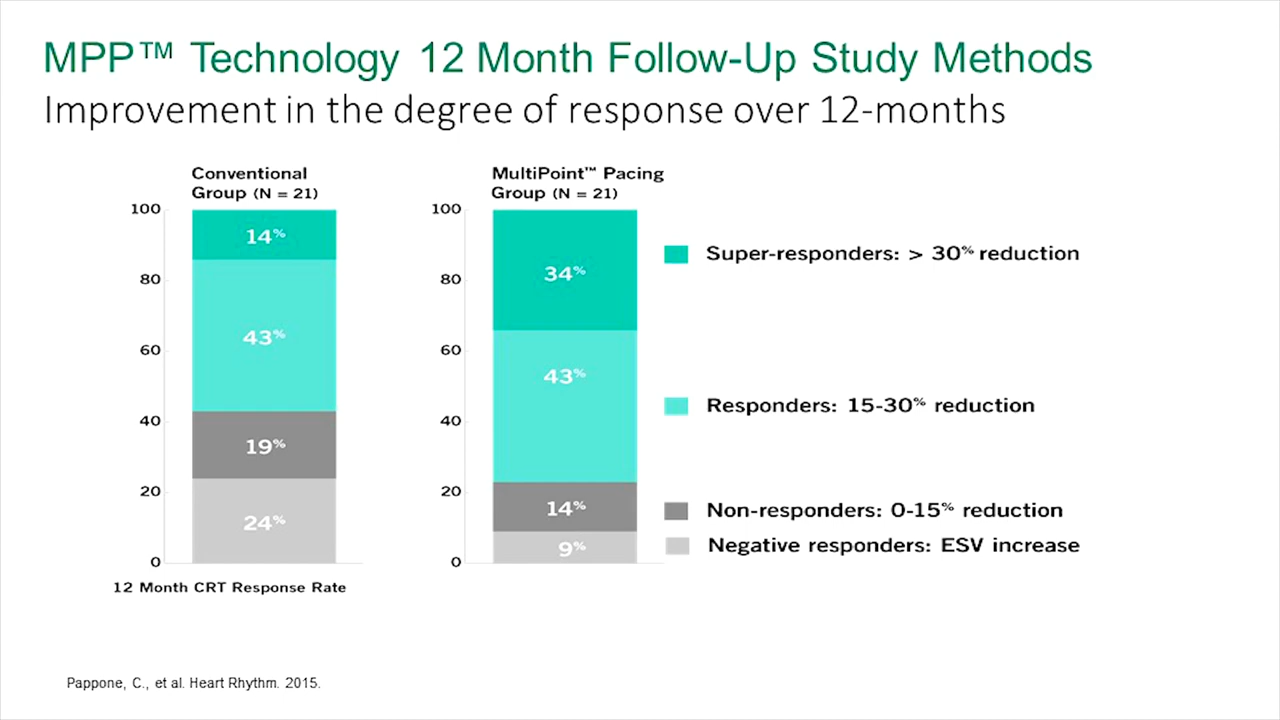 MPP™ Technology 12 Month Follow-Up Study Methods
Improvement in the degree of response over 12-months
Conventional
Group (N = 21)
100
80
60
40
20
0
14%
43%
19%
24%
12 Month CRT Response Rate
MultiPoint™ Pacing
Group (N = 21)
100
80
60
40
20
0
34%
43%
14%
9%
Super-responders: > 30% reduction
Responders: 15-30% reduction
Non-responders: 0-15% reduction
Negative responders: ESV increase
Pappone, C., et al. Heart Rhythm. 2015.